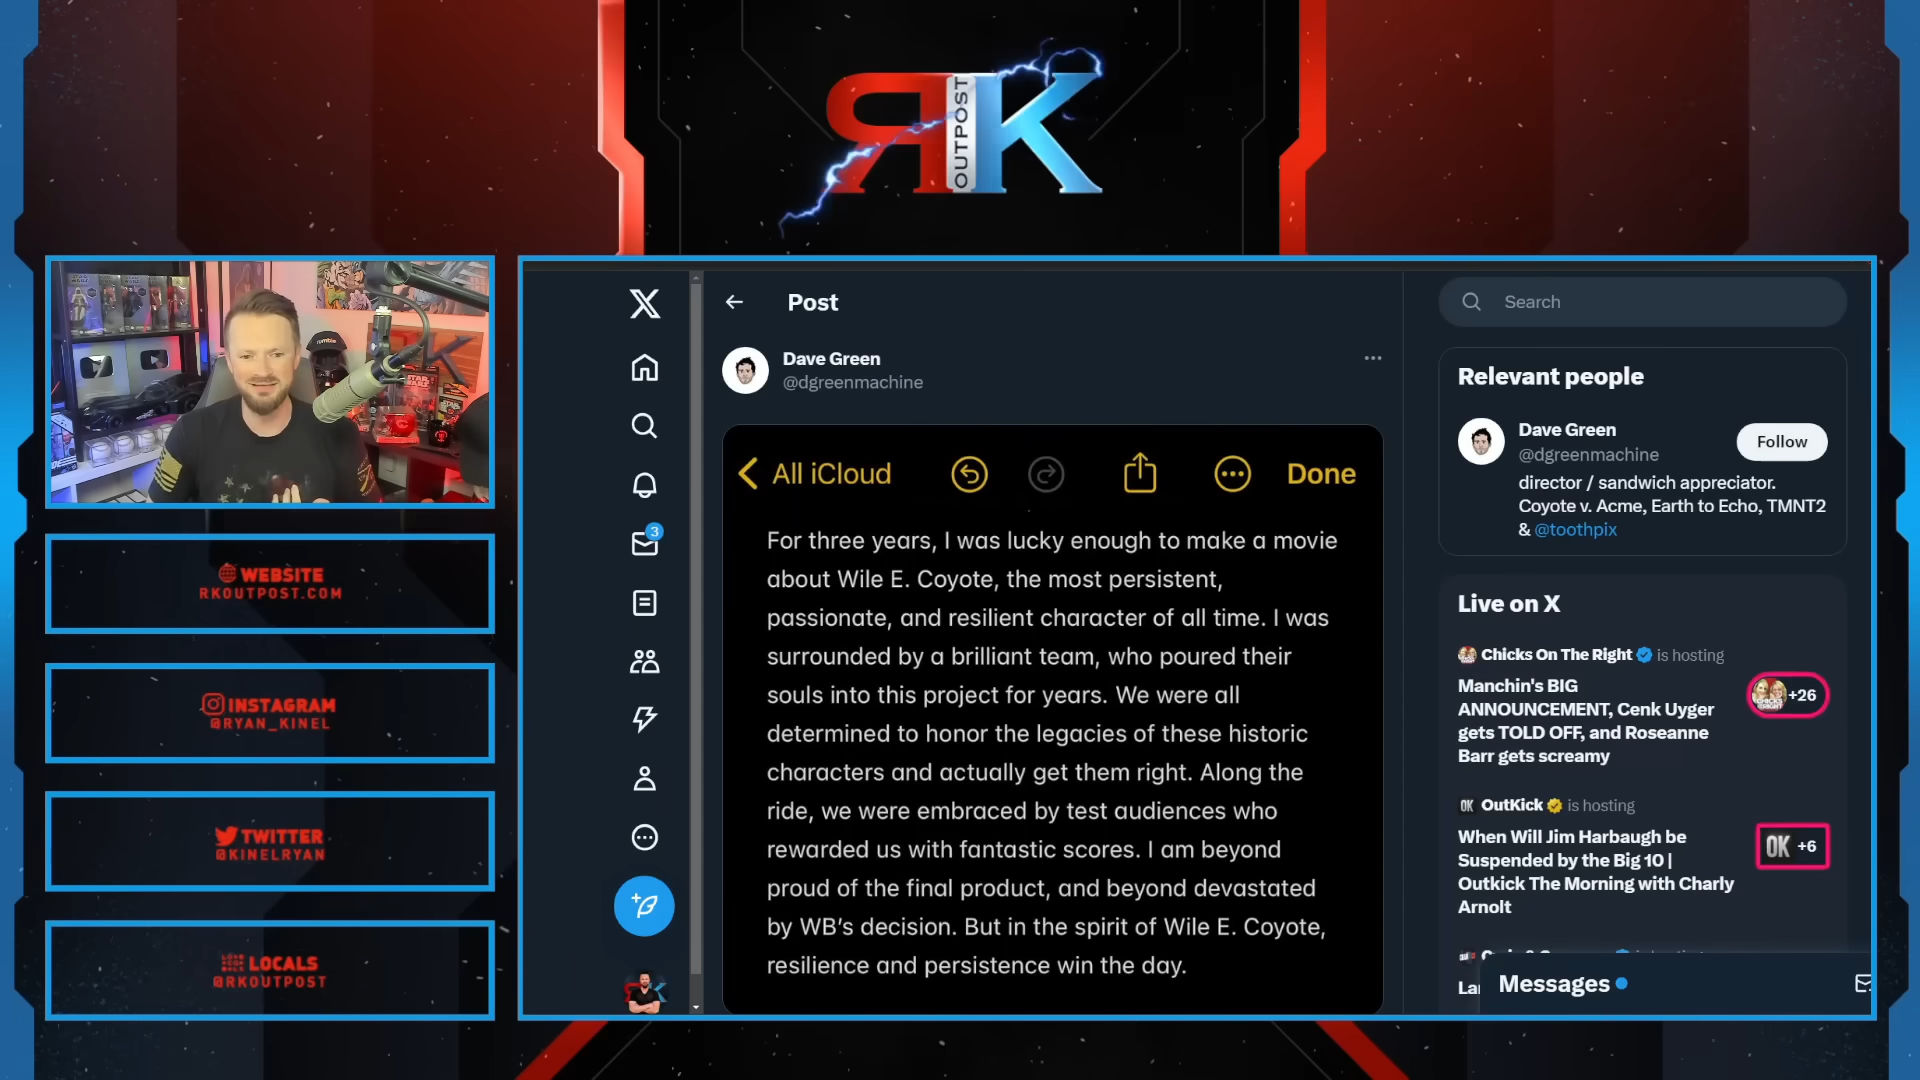 RK
OUTPOST
WEBSITE
RKOUTPOST.COM
INSTAGRAM
@RYAN_KINEL
TWITTER
@KINELRYAN
LOCALS
@RKOUTPOST
3
Post
Dave Green
@dgreenmachine
All iCloud
Done
For three years, I was lucky enough to make a movie
about Wile E. Coyote, the most persistent,
passionate, and resilient character of all time. I was
surrounded by a brilliant team, who poured their
souls into this project for years. We were all
determined to honor the legacies of these historic
characters and actually get them right. Along the
ride, we were embraced by test audiences who
rewarded us with fantastic scores. I am beyond
proud of the final product, and beyond devastated
by WB’s decision. But in the spirit of Wile E. Coyote,
resilience and persistence win the day.
Search
Relevant people
Dave Green
@dgreenmachine
Follow
director / sandwich appreciator.
Coyote v. Acme, Earth to Echo, TMNT2
& @toothpix
Live on X
Chicks On The Right is hosting
Manchin's BIG
ANNOUNCEMENT, Cenk Uyger
gets TOLD OFF, and Roseanne
Barr gets screamy
+26
OK OutKick is hosting
When Will Jim Harbaugh be
Suspended by the Big 10 |
Outkick The Morning with Charly
Arnolt
OK +6
Messages